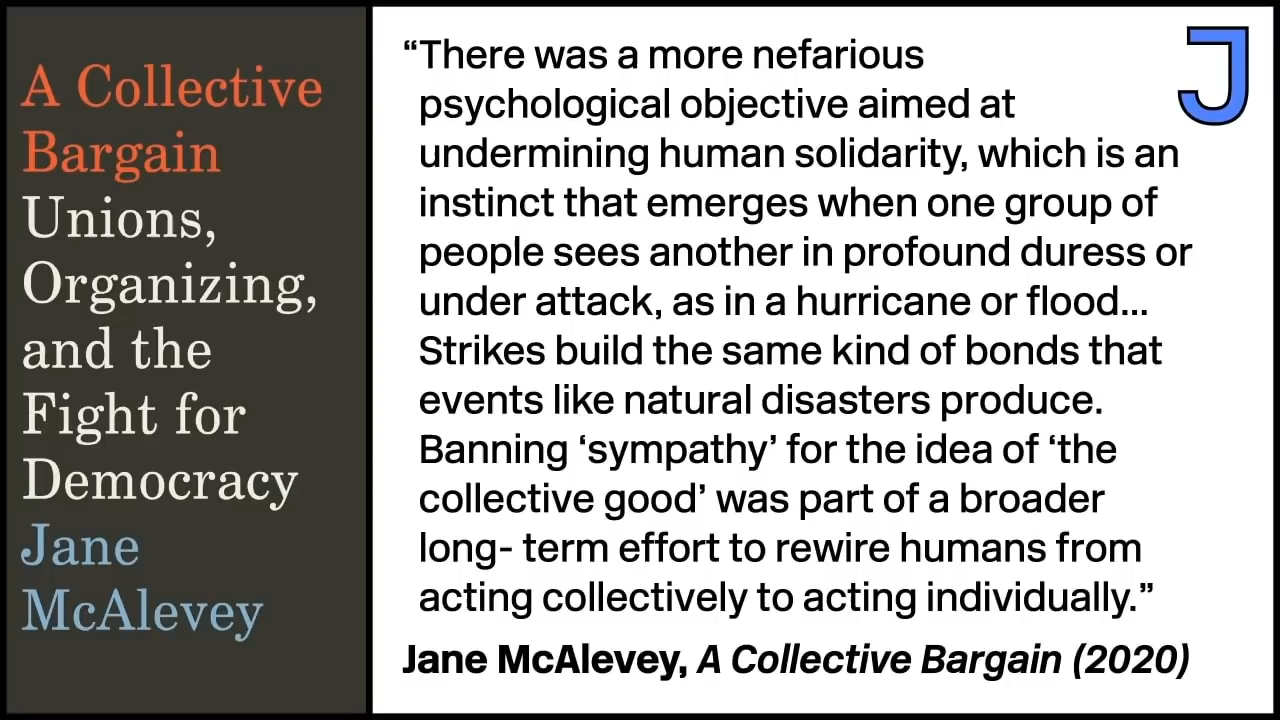 A Collective
Bargain
Unions,
Organizing,
and the
Fight for
Democracy
Jane
McAlevey
“There was a more nefarious
psychological objective aimed at
undermining human solidarity, which is an
instinct that emerges when one group of
people sees another in profound duress or
under attack, as in a hurricane or flood...
Strikes build the same kind of bonds that
events like natural disasters produce.
Banning ‘sympathy’ for the idea of ‘the
collective good’ was part of a broader
long- term effort to rewire humans from
acting collectively to acting individually.”
Jane McAlevey, A Collective Bargain (2020)
J